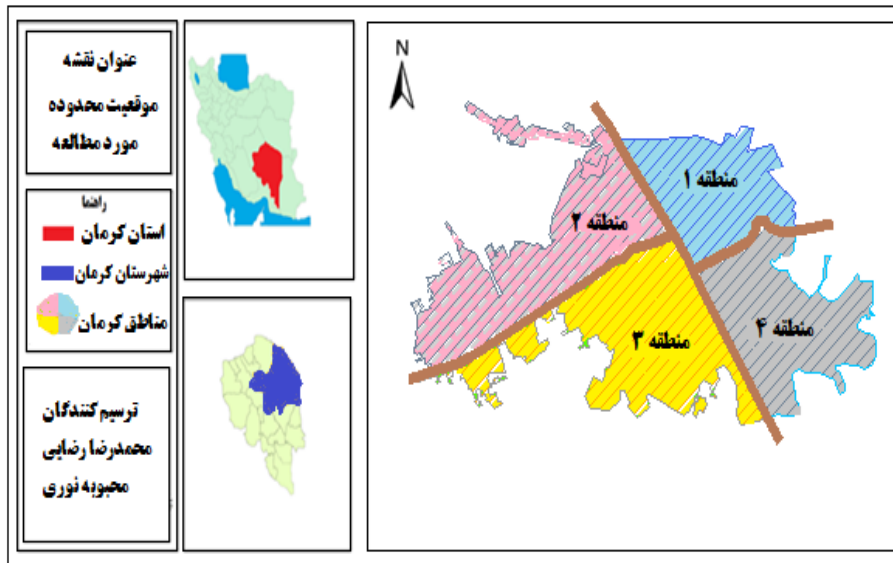 عنوان نقشه
موقعیت محدوده
مورد مطالعه
راهنما
استان کرمان
شهرستان کرمان
مناطق کرمان
ترسیم کنندگان
محمدرضا رضایی
محبوبه نوری
N
منطقه ۱
منطقه ۲
منطقه ۳
منطقه ۴